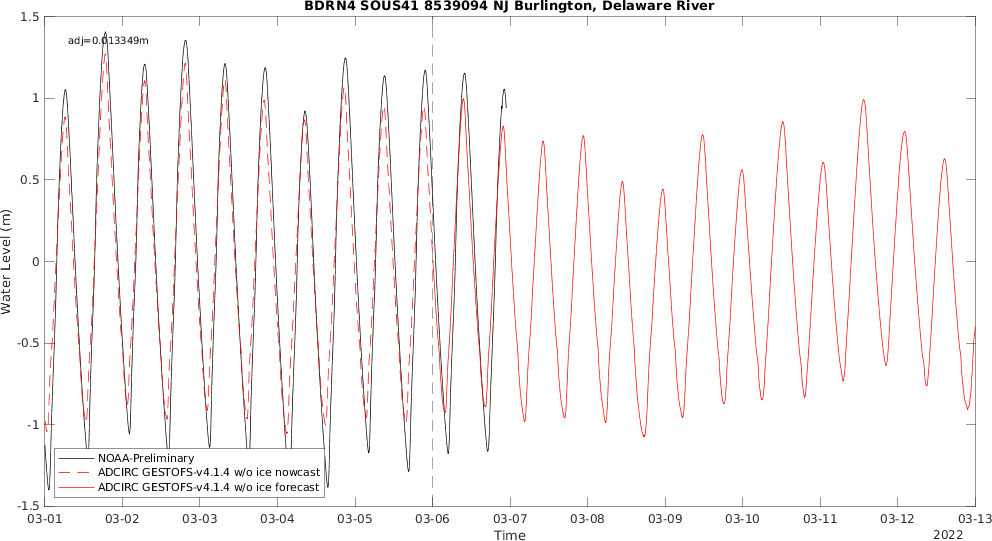 BDRN4 SOUS41 8539094 NJ Burlington, Delaware River
1.5
adj=0.013349m
1
0.5
0
-0.5
-1
-1.5
Water Level (m)
NOAA-Preliminary
ADCIRC GESTOFS-v4.1.4 w/o ice nowcast
ADCIRC GESTOFS-v4.1.4 w/o ice forecast
03-01 03-02 03-03 03-04 03-05 03-06 03-07 03-08 03-09 03-10 03-11 03-12 03-13
Time
2022